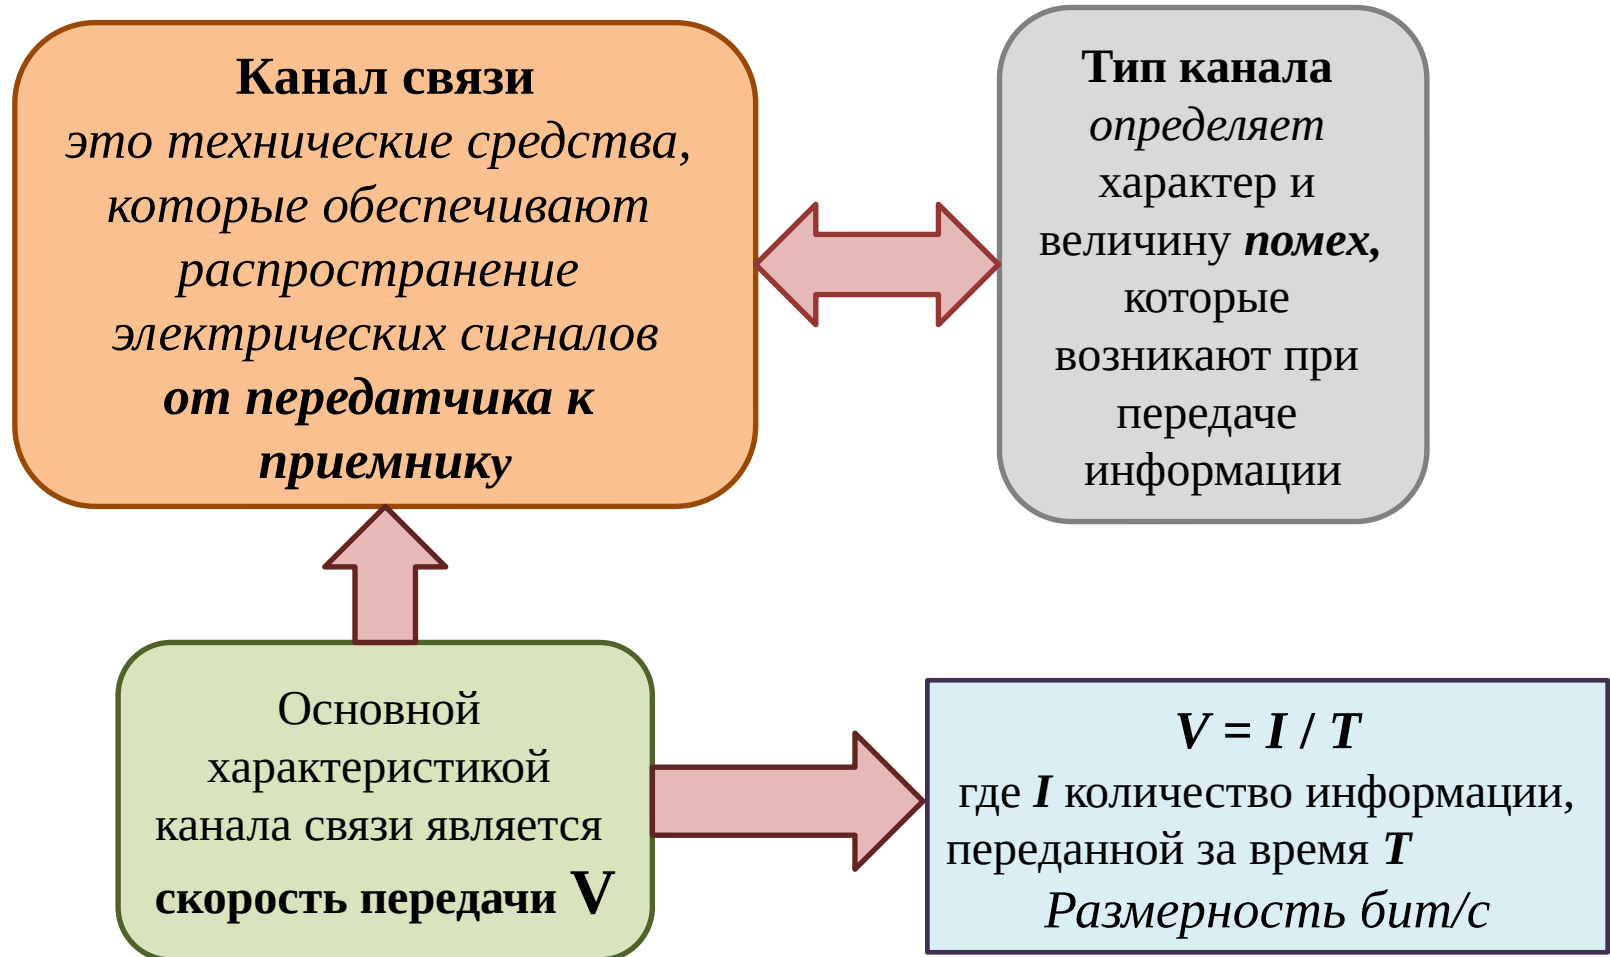 Канал связи
это технические средства,
которые обеспечивают
распространение
электрических сигналов
от передатчика к
приемнику
Тип канала
определяет
характер и
величину помех,
которые
возникают при
передаче
информации
Основной
характеристикой
канала связи является
скорость передачи V
V = I / T
где I количество информации,
переданной за время T
Размерность бит/с